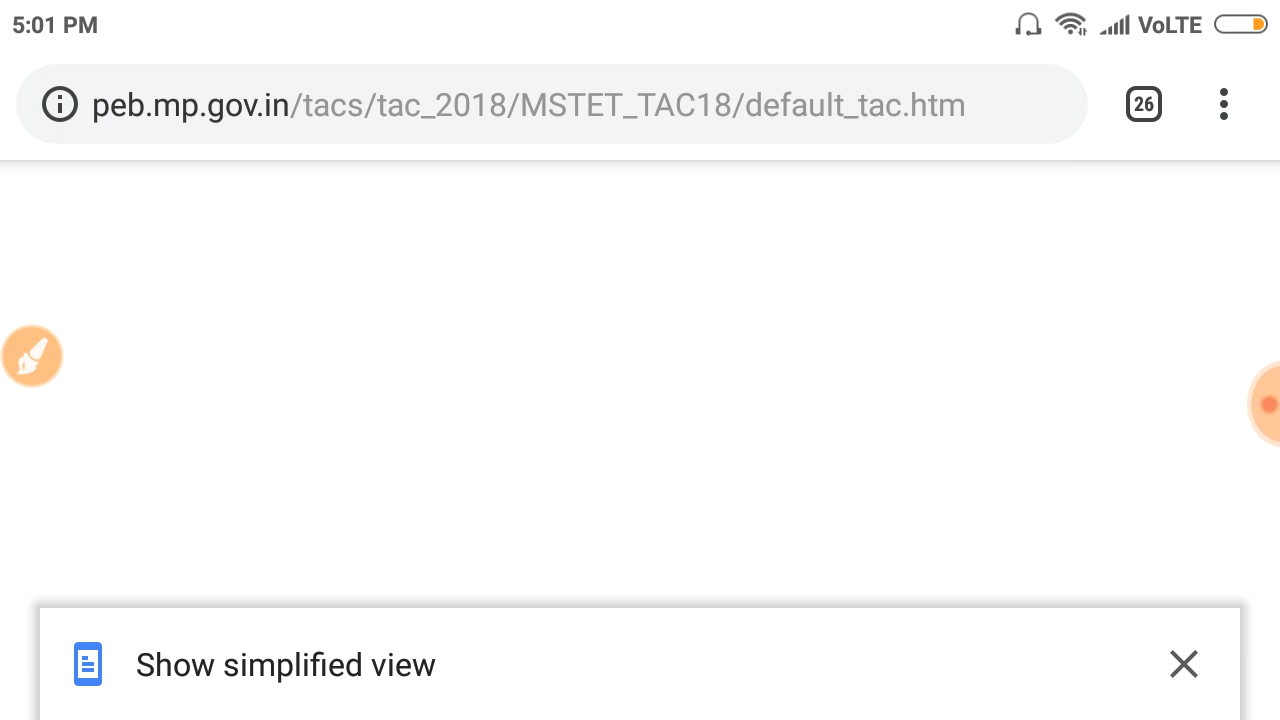 5:01 PM
VoLTE
peb.mp.gov.in/tacs/tac_2018/MSTET_TAC18/default_tac.htm
26
Show simplified view